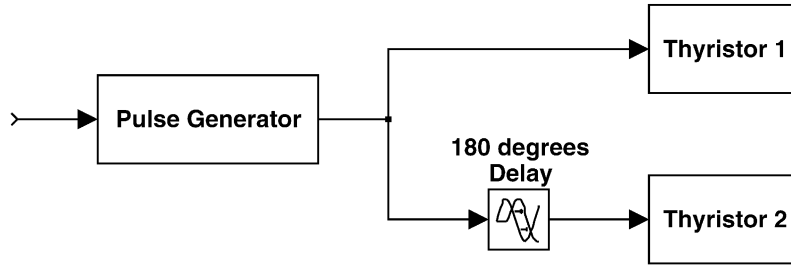 Thyristor 1
Pulse Generator
180 degrees
Delay
Thyristor 2